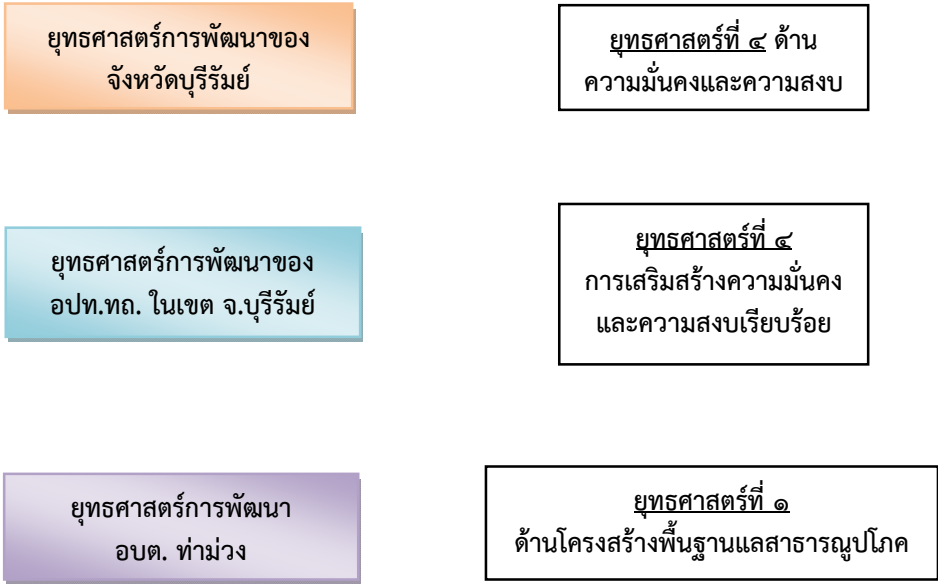 ยุทธศาสตร์การพัฒนาของ
จังหวัดบุรีรัมย์
ยุทธศาสตร์ที่ ๔ ด้าน
ความมั่นคงและความสงบ
ยุทธศาสตร์การพัฒนาของ
อปท.ทถ. ในเขต จ.บุรีรัมย์
ยุทธศาสตร์ที่ ๔
การเสริมสร้างความมั่นคง
และความสงบเรียบร้อย
ยุทธศาสตร์การพัฒนา
อบต. ท่าม่วง
ยุทธศาสตร์ที่ ๑
ด้านโครงสร้างพื้นฐานแลสาธารณูปโภค